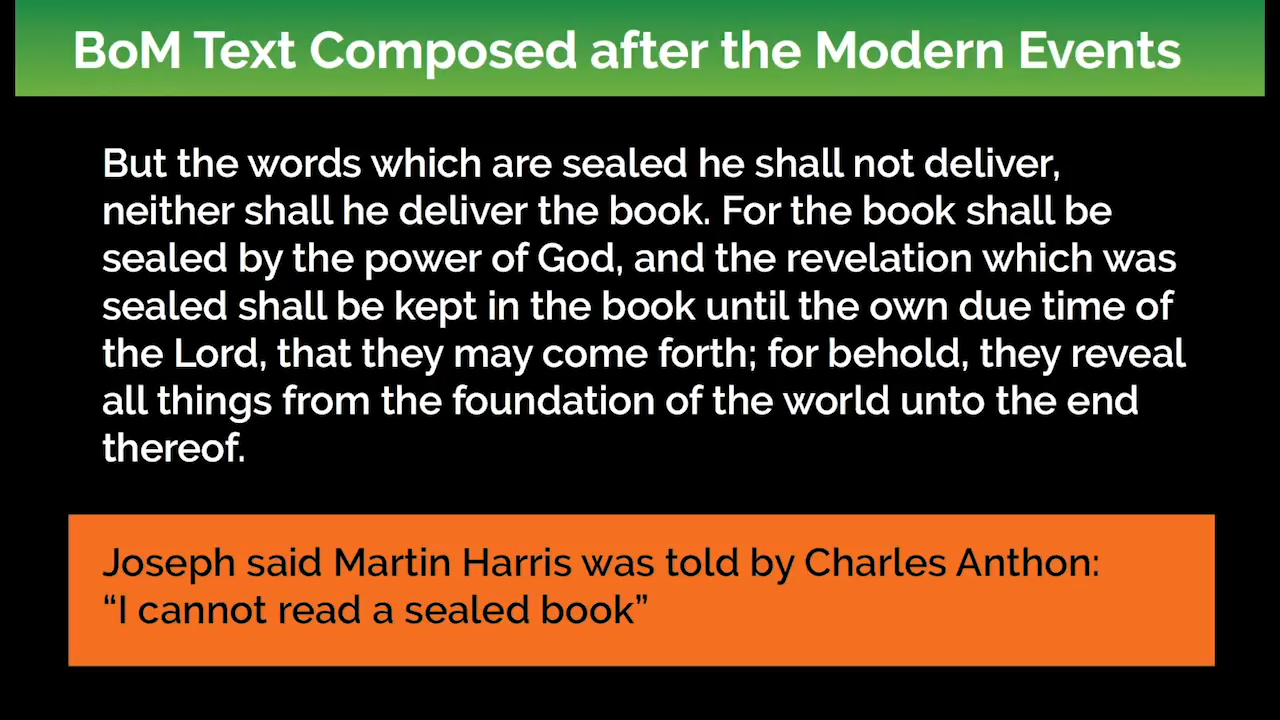 BoM Text Composed after the Modern Events
But the words which are sealed he shall not deliver,
neither shall he deliver the book. For the book shall be
sealed by the power of God, and the revelation which was
sealed shall be kept in the book until the own due time of
the Lord, that they may come forth; for behold, they reveal
all things from the foundation of the world unto the end
thereof.
Joseph said Martin Harris was told by Charles Anthon:
“I cannot read a sealed book”